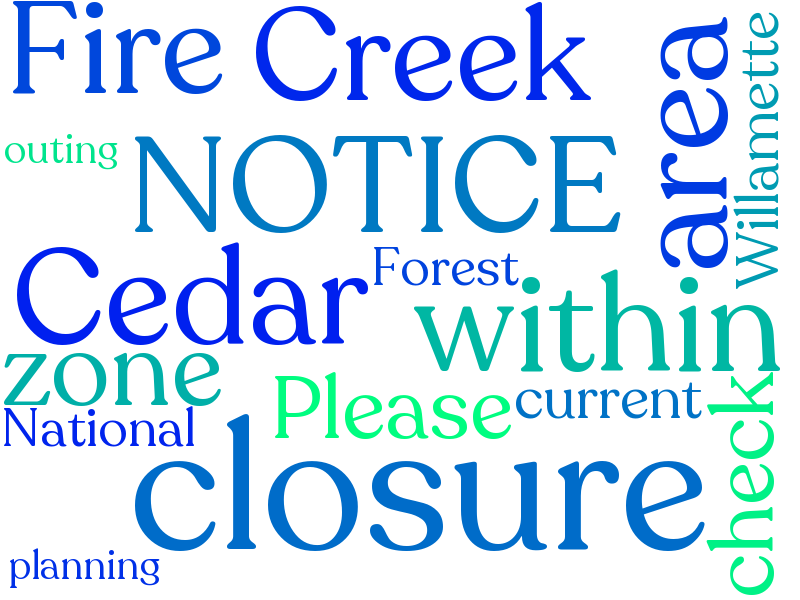 Fire Creek
area
Willamette
outing
NOTICE
Cedar
Forest
within
zone
Please
current
check
National
closure
planning